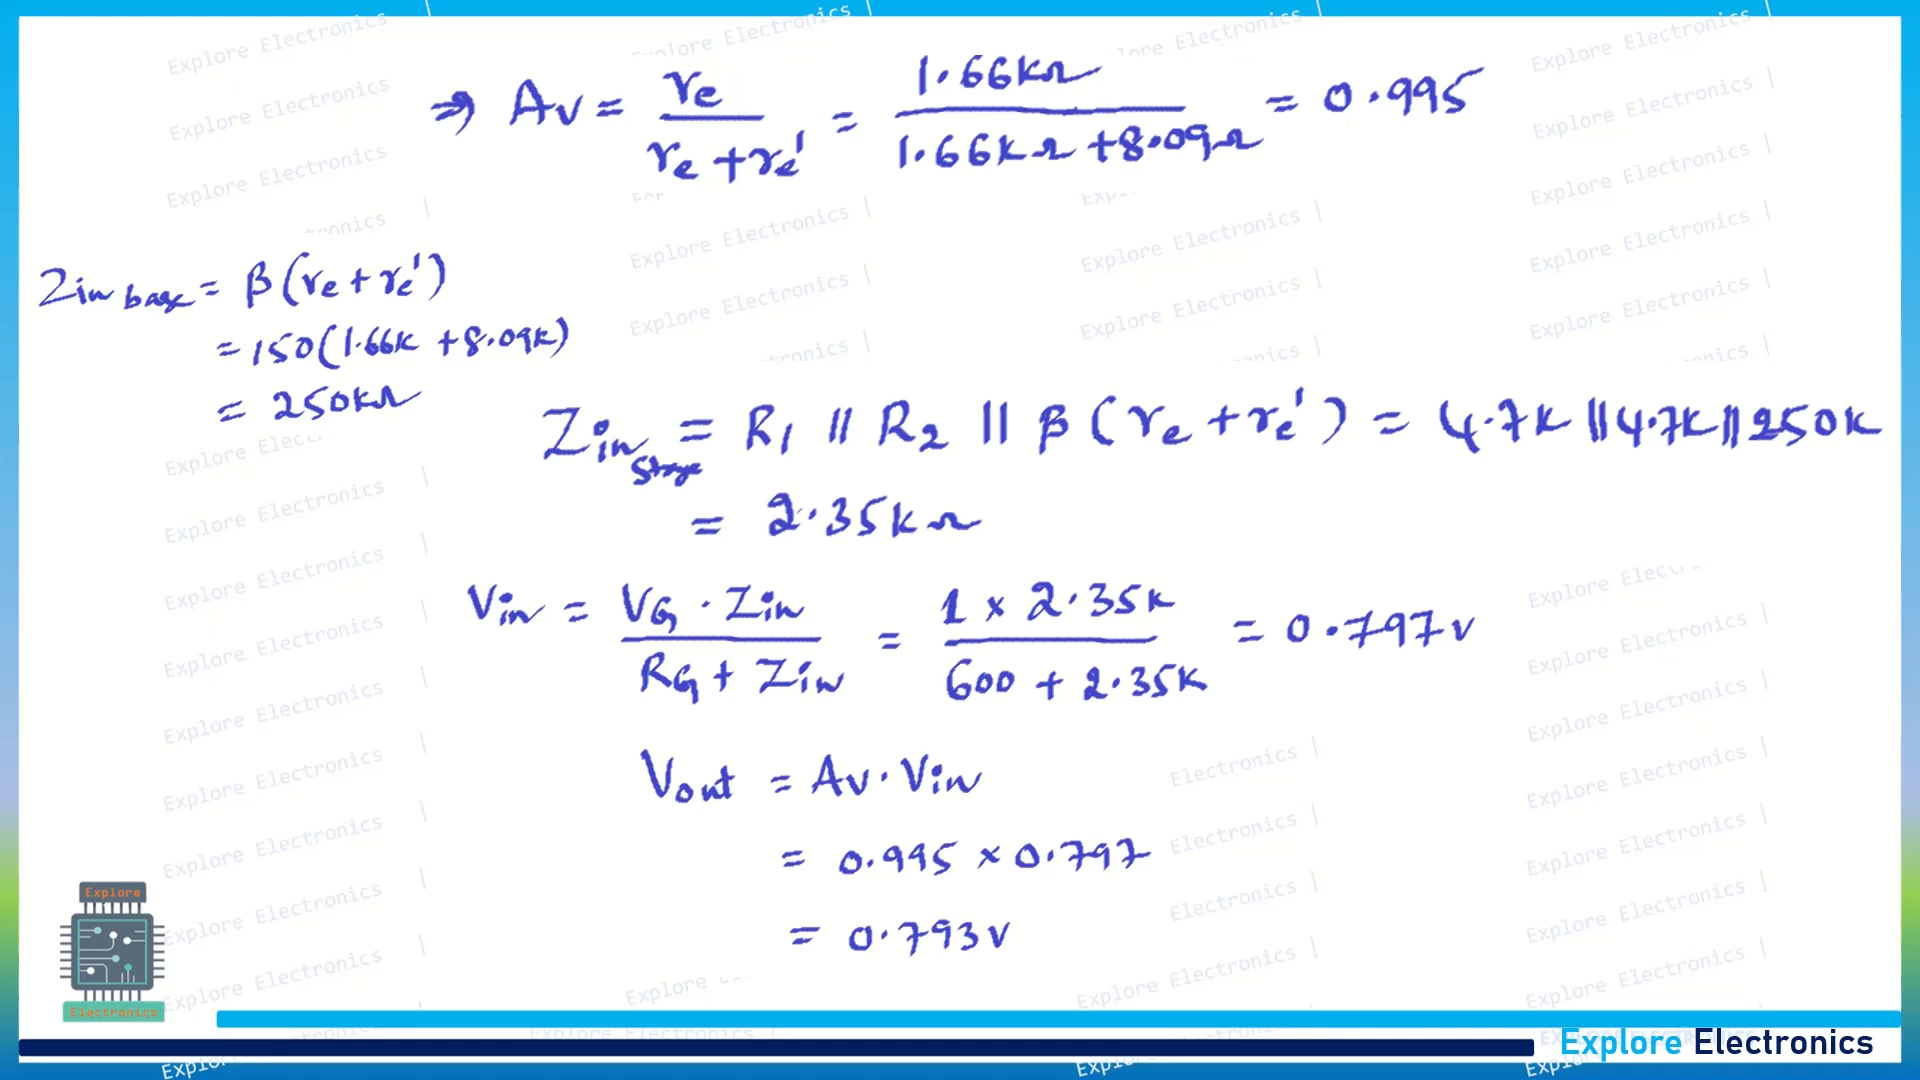 ⇒ Av = re / (re + re') = 1.66kΩ / (1.66kΩ + 8.09Ω) = 0.995
Zin base = β(re + re')
= 150(1.66K + 8.09K)
= 250KΩ
Zin stage = R1 || R2 || β(re + re') = 4.7K || 4.7K || 250K
= 2.35kΩ
Vin = VG · Zin / (RG + Zin) = 1 × 2.35K / (600 + 2.35K) = 0.797V
Vout = Av · Vin
= 0.995 × 0.797
= 0.793V
Explore
Electronics
Explore Electronics